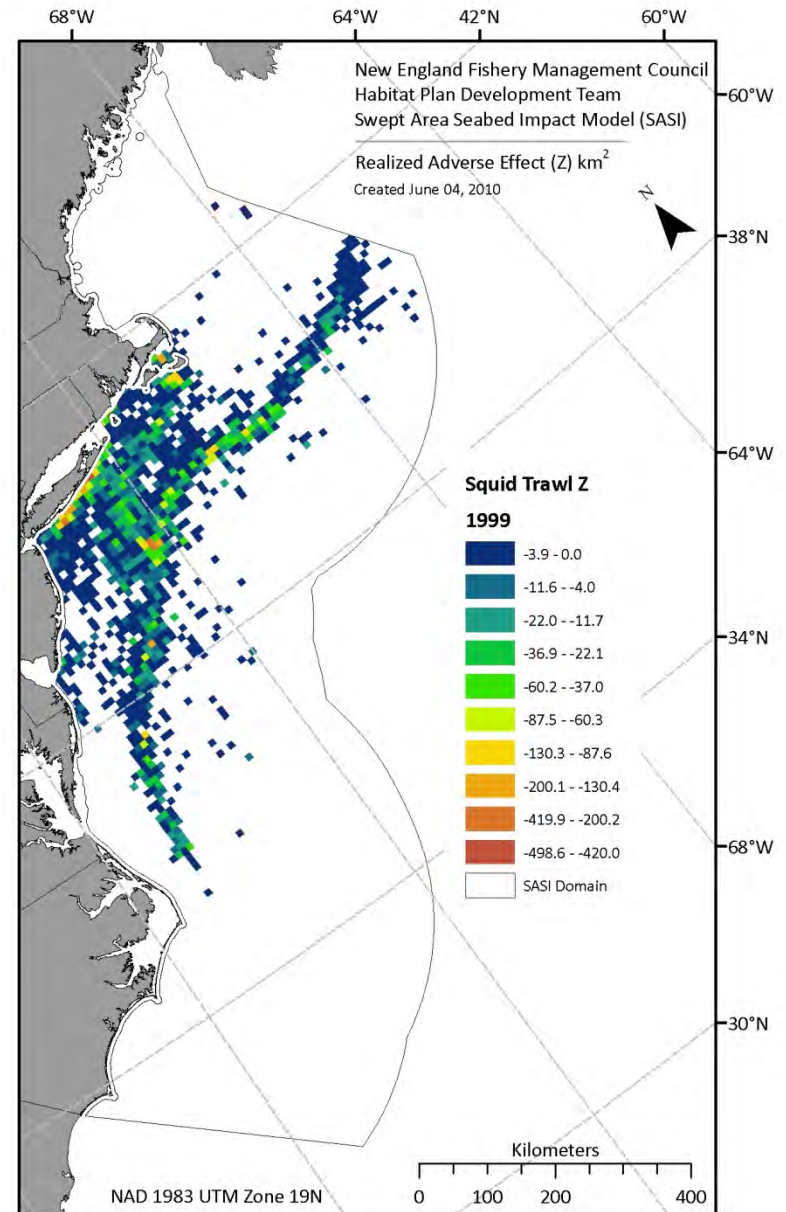 68°W
64°W
42°N
60°W
New England Fishery Management Council
Habitat Plan Development Team
Swept Area Seabed Impact Model (SASI)
Realized Adverse Effect (Z) km²
Created June 04, 2010
N
60°W
38°N
64°W
34°N
68°W
30°N
Squid Trawl Z
1999
-3.9 - 0.0
-11.6 - -4.0
-22.0 - -11.7
-36.9 - -22.1
-60.2 - -37.0
-87.5 - -60.3
-130.3 - -87.6
-200.1 - -130.4
-419.9 - -200.2
-498.6 - -420.0
SASI Domain
Kilometers
0 100 200 400
NAD 1983 UTM Zone 19N